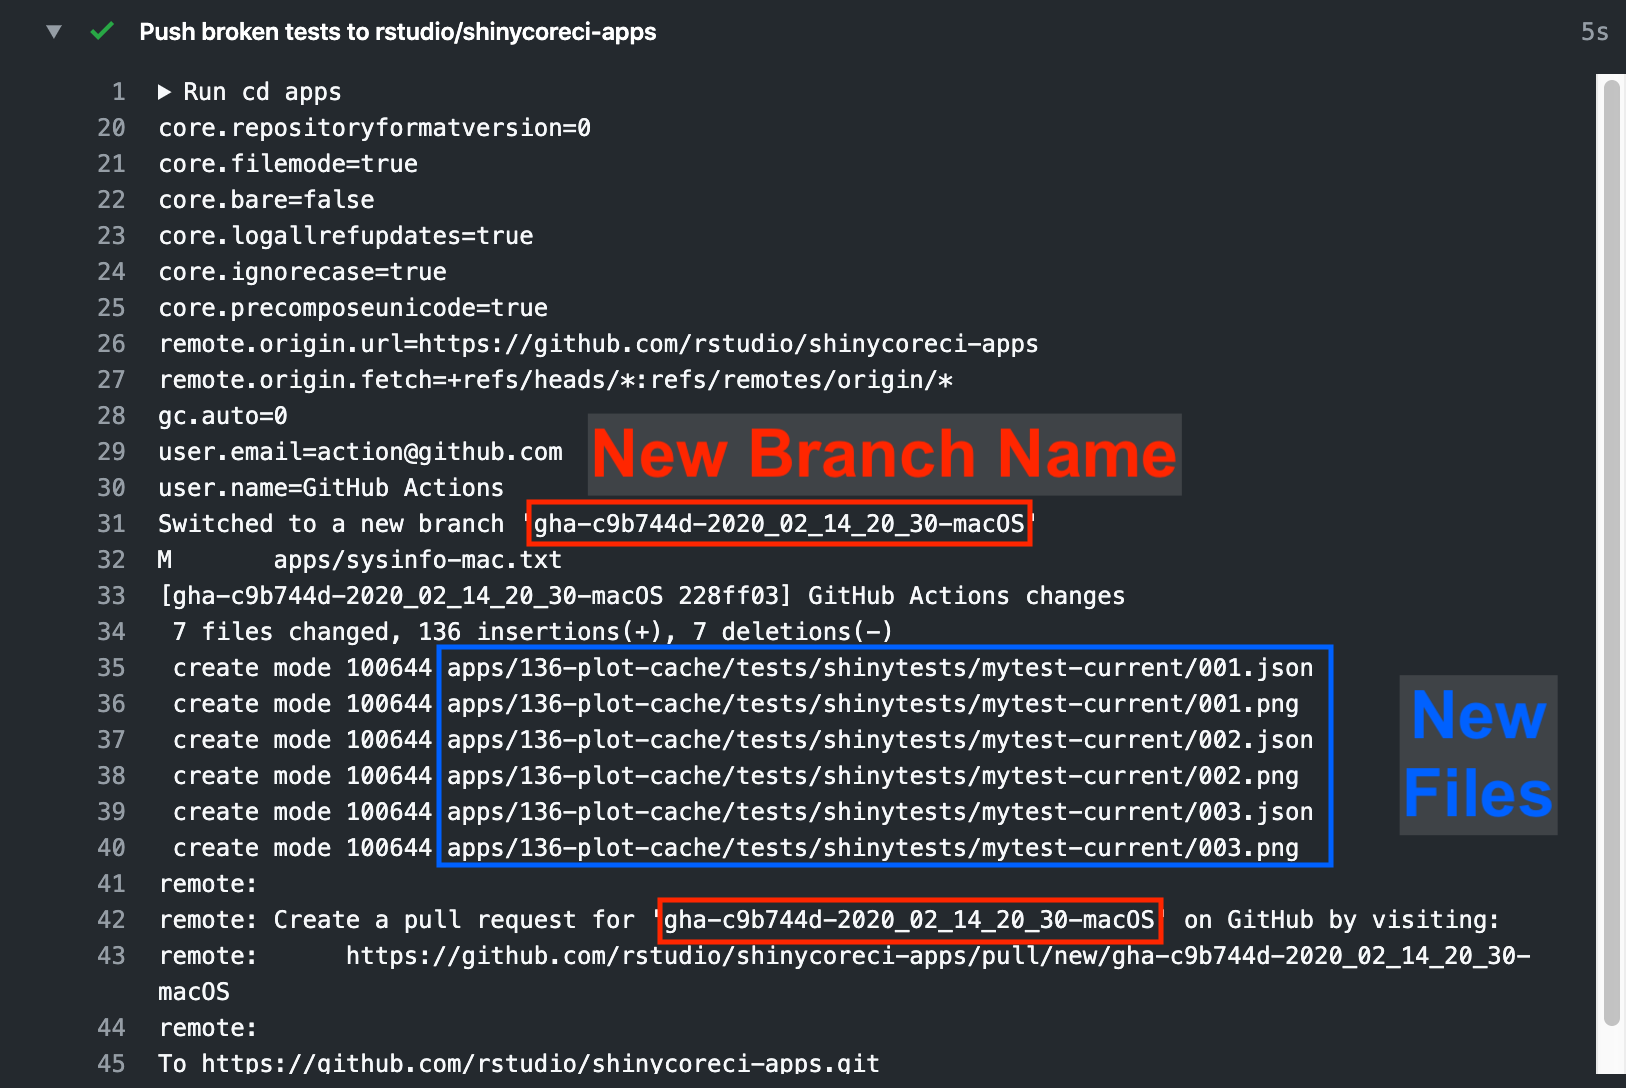 Push broken tests to rstudio/shinycoreci-apps 5s
1 ▶ Run cd apps
20 core.repositoryformatversion=0
21 core.filemode=true
22 core.bare=false
23 core.logallrefupdates=true
24 core.ignorecase=true
25 core.precomposeunicode=true
26 remote.origin.url=https://github.com/rstudio/shinycoreci-apps
27 remote.origin.fetch=+refs/heads/*:refs/remotes/origin/*
28 gc.auto=0
29 user.email=action@github.com
New Branch Name
30 user.name=GitHub Actions
31 Switched to a new branch 'gha-c9b744d-2020_02_14_20_30-macOS'
32 M       apps/sysinfo-mac.txt
33 [gha-c9b744d-2020_02_14_20_30-macOS 228ff03] GitHub Actions changes
34  7 files changed, 136 insertions(+), 7 deletions(-)
35  create mode 100644 apps/136-plot-cache/tests/shinytests/mytest-current/001.json
36  create mode 100644 apps/136-plot-cache/tests/shinytests/mytest-current/001.png
37  create mode 100644 apps/136-plot-cache/tests/shinytests/mytest-current/002.json
38  create mode 100644 apps/136-plot-cache/tests/shinytests/mytest-current/002.png
39  create mode 100644 apps/136-plot-cache/tests/shinytests/mytest-current/003.json
40  create mode 100644 apps/136-plot-cache/tests/shinytests/mytest-current/003.png
New
Files
41 remote:
42 remote: Create a pull request for 'gha-c9b744d-2020_02_14_20_30-macOS' on GitHub by visiting:
43 remote:      https://github.com/rstudio/shinycoreci-apps/pull/new/gha-c9b744d-2020_02_14_20_30-
macOS
44 remote:
45 To https://github.com/rstudio/shinycoreci-apps.git